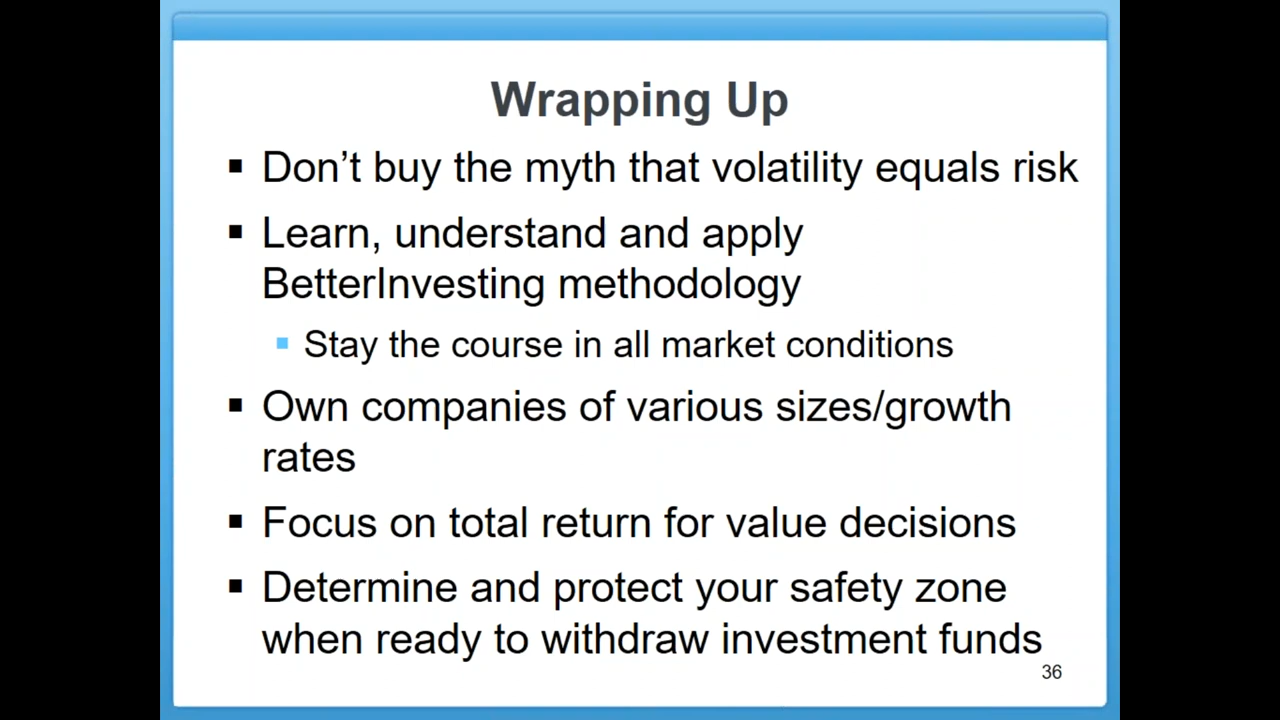 Wrapping Up
▪ Don’t buy the myth that volatility equals risk
▪ Learn, understand and apply
BetterInvesting methodology
▪ Stay the course in all market conditions
▪ Own companies of various sizes/growth
rates
▪ Focus on total return for value decisions
▪ Determine and protect your safety zone
when ready to withdraw investment funds
36